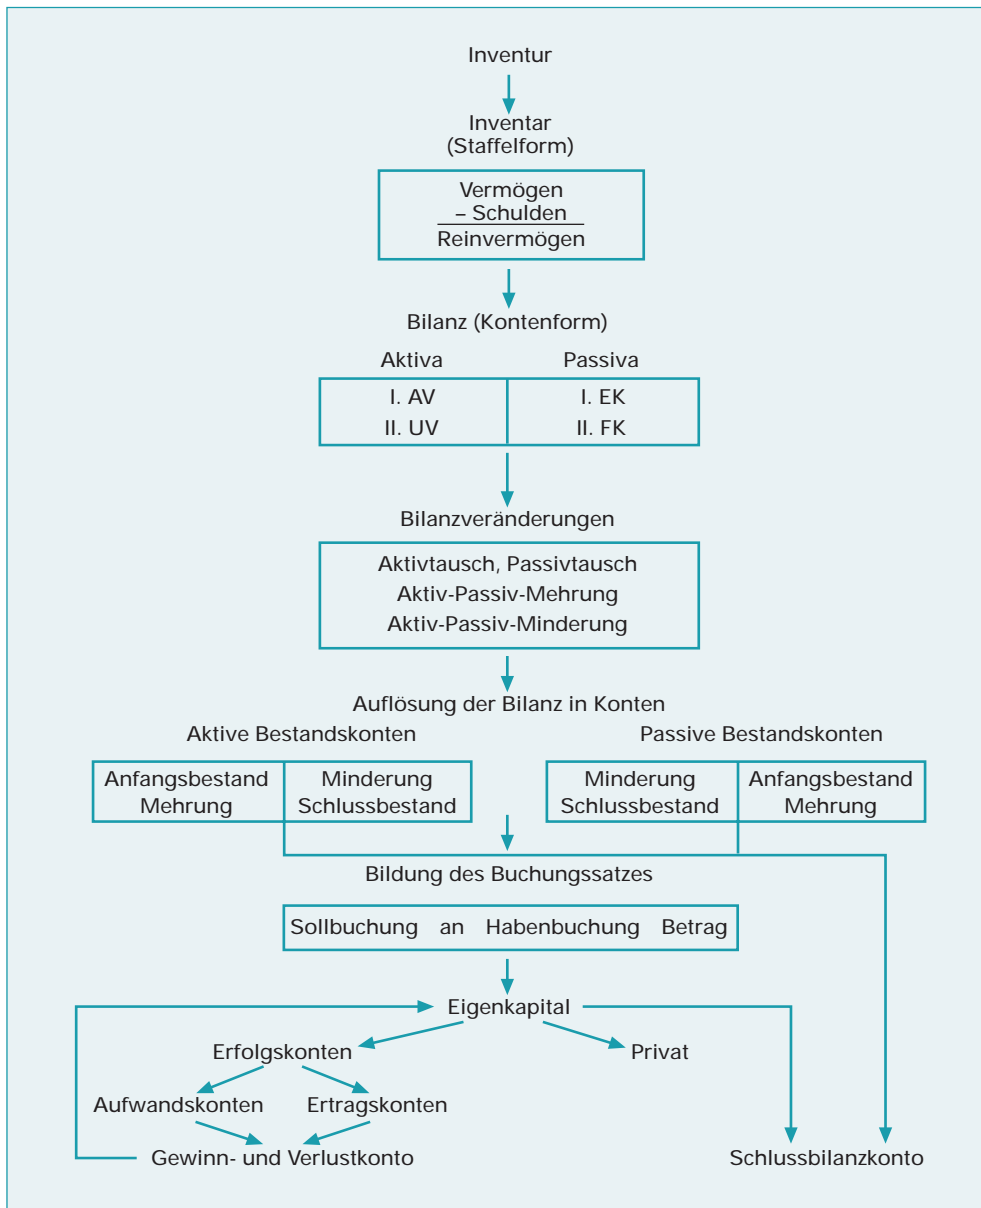 Inventur
Inventar
(Staffelform)
Vermögen
– Schulden
Reinvermögen
Bilanz (Kontenform)
Aktiva Passiva
I. AV I. EK
II. UV II. FK
Bilanzveränderungen
Aktivtausch, Passivtausch
Aktiv-Passiv-Mehrung
Aktiv-Passiv-Minderung
Auflösung der Bilanz in Konten
Aktive Bestandskonten Passive Bestandskonten
Anfangsbestand Minderung Minderung Anfangsbestand
Mehrung Schlussbestand Schlussbestand Mehrung
Bildung des Buchungssatzes
Sollbuchung an Habenbuchung Betrag
Eigenkapital
Erfolgskonten Privat
Aufwandskonten Ertragskonten
Gewinn- und Verlustkonto Schlussbilanzkonto